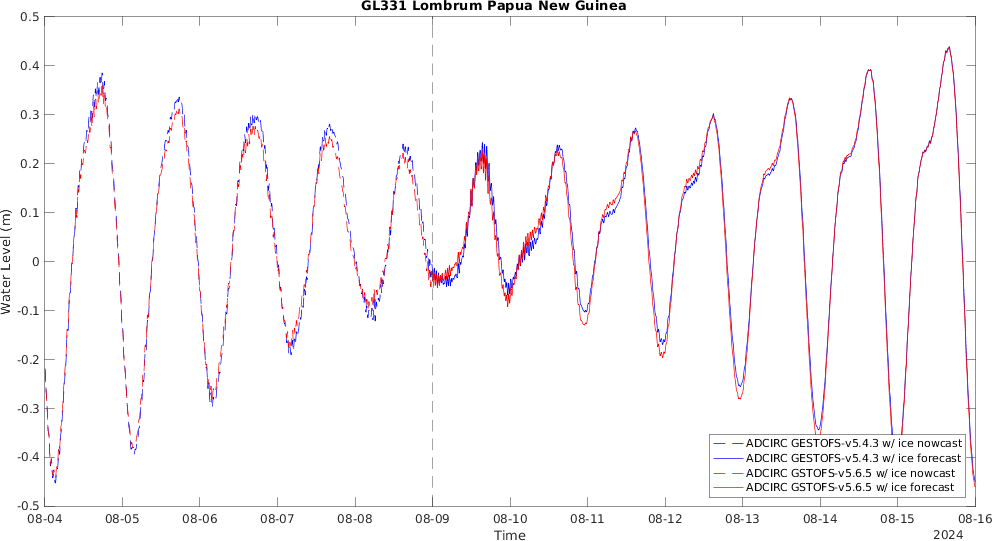 GL331 Lombrum Papua New Guinea
Water Level (m)
0.5
0.4
0.3
0.2
0.1
0
-0.1
-0.2
-0.3
-0.4
-0.5
ADCIRC GESTOFS-v5.4.3 w/ ice nowcast
ADCIRC GESTOFS-v5.4.3 w/ ice forecast
ADCIRC GSTOFS-v5.6.5 w/ ice nowcast
ADCIRC GSTOFS-v5.6.5 w/ ice forecast
08-04 08-05 08-06 08-07 08-08 08-09 08-10 08-11 08-12 08-13 08-14 08-15 08-16
Time
2024